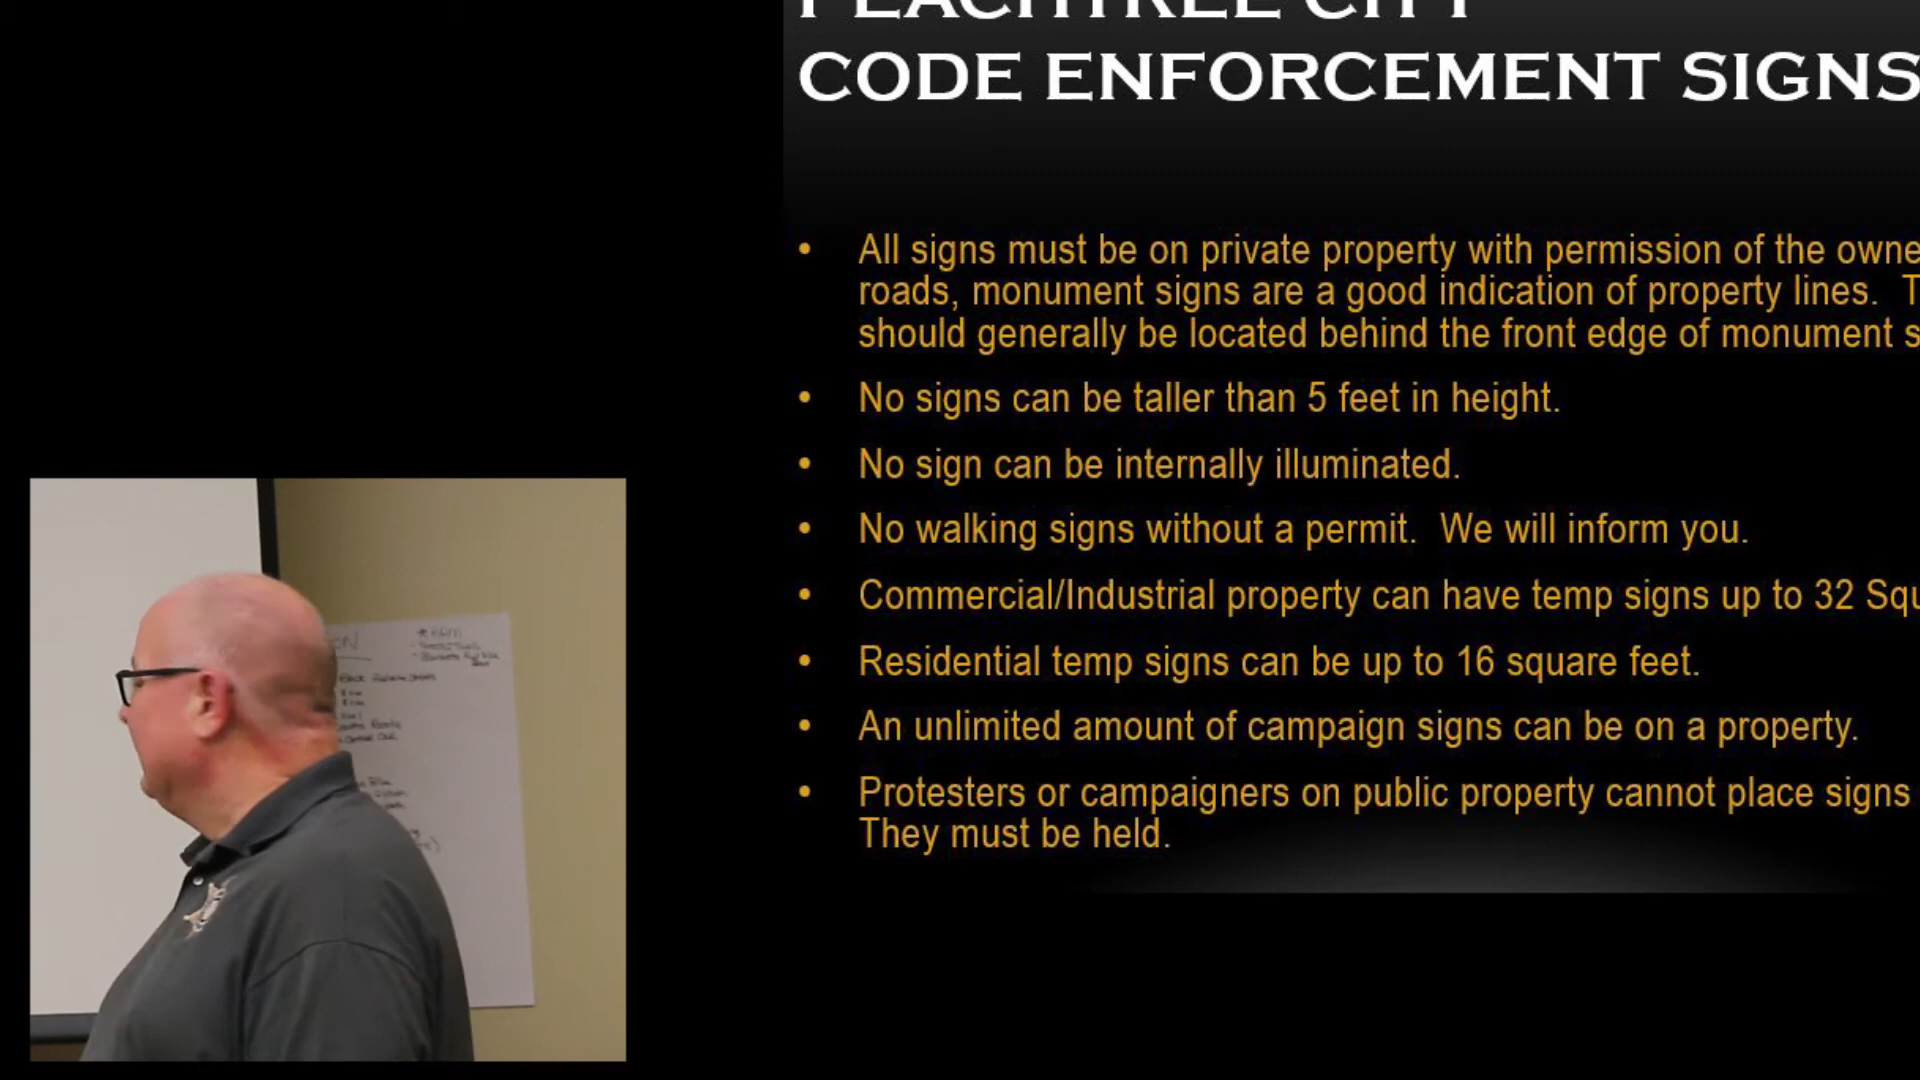 PEACHTREE CITY
CODE ENFORCEMENT SIGNS
• All signs must be on private property with permission of the
roads, monument signs are a good indication of property lines.
should generally be located behind the front edge of monument
• No signs can be taller than 5 feet in height.
• No sign can be internally illuminated.
• No walking signs without a permit. We will inform you.
• Commercial/Industrial property can have temp signs up to 32
• Residential temp signs can be up to 16 square feet.
• An unlimited amount of campaign signs can be on a property.
• Protesters or campaigners on public property cannot place signs
They must be held.